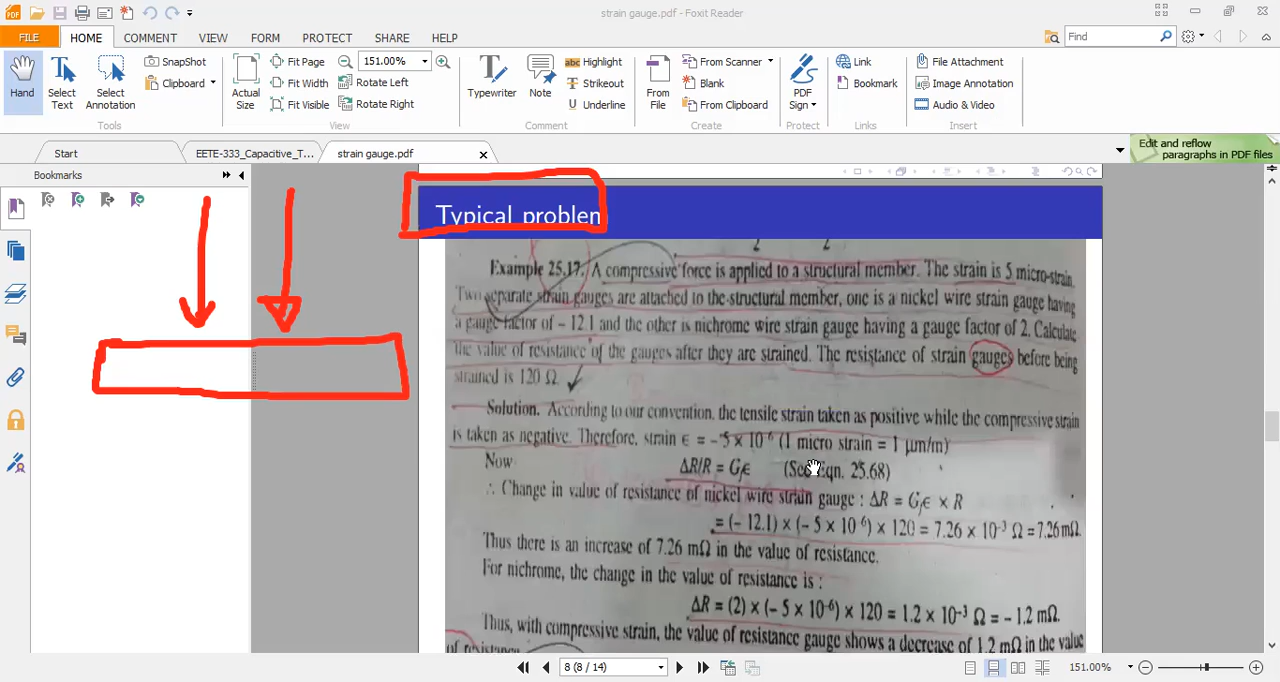 strain gauge.pdf - Foxit Reader
FILE HOME COMMENT VIEW FORM PROTECT SHARE HELP
Find
Hand
Select Text
Select Annotation
SnapShot
Clipboard
Tools
Actual Size
Fit Page
Fit Width
Fit Visible
151.00%
Rotate Left
Rotate Right
View
Typewriter
Note
Highlight
Strikeout
Underline
Comment
From File
From Scanner
Blank
From Clipboard
Create
PDF Sign
Protect
Link
Bookmark
Links
File Attachment
Image Annotation
Audio & Video
Insert
Start
EETE-333_Capacitive_T...
strain gauge.pdf
Edit and reflow
paragraphs in PDF files
Bookmarks
Typical problem
Example 25.17. A compressive force is applied to a structural member. The strain is 5 micro-strain.
Two separate strain gauges are attached to the structural member, one is a nickel wire strain gauge having
a gauge factor of – 12.1 and the other is nichrome wire strain gauge having a gauge factor of 2. Calculate
the value of resistance of the gauges after they are strained. The resistance of strain gauges before being
strained is 120 Ω.
Solution. According to our convention, the tensile strain taken as positive while the compressive strain
is taken as negative. Therefore, strain ε = – 5 × 10⁻⁶ (1 micro strain = 1 μm/m)
Now ΔR/R = Gfε (See Eqn. 25.68)
∴ Change in value of resistance of nickel wire strain gauge : ΔR = Gfε × R
= (– 12.1) × (– 5 × 10⁻⁶) × 120 = 7.26 × 10⁻³ Ω = 7.26 mΩ.
Thus there is an increase of 7.26 mΩ in the value of resistance.
For nichrome, the change in the value of resistance is :
ΔR = (2) × (– 5 × 10⁻⁶) × 120 = 1.2 × 10⁻³ Ω = – 1.2 mΩ.
Thus, with compressive strain, the value of resistance gauge shows a decrease of 1.2 mΩ in the value
of resistance.
8 (8 / 14)
151.00%